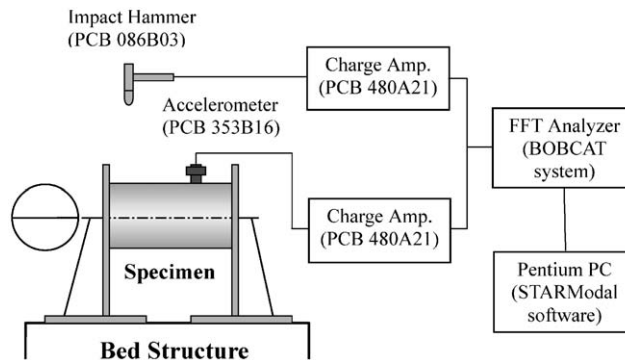 Impact Hammer
(PCB 086B03)
Charge Amp.
(PCB 480A21)
Accelerometer
(PCB 353B16)
FFT Analyzer
(BOBCAT
system)
Charge Amp.
(PCB 480A21)
Specimen
Pentium PC
(STARModal
software)
Bed Structure